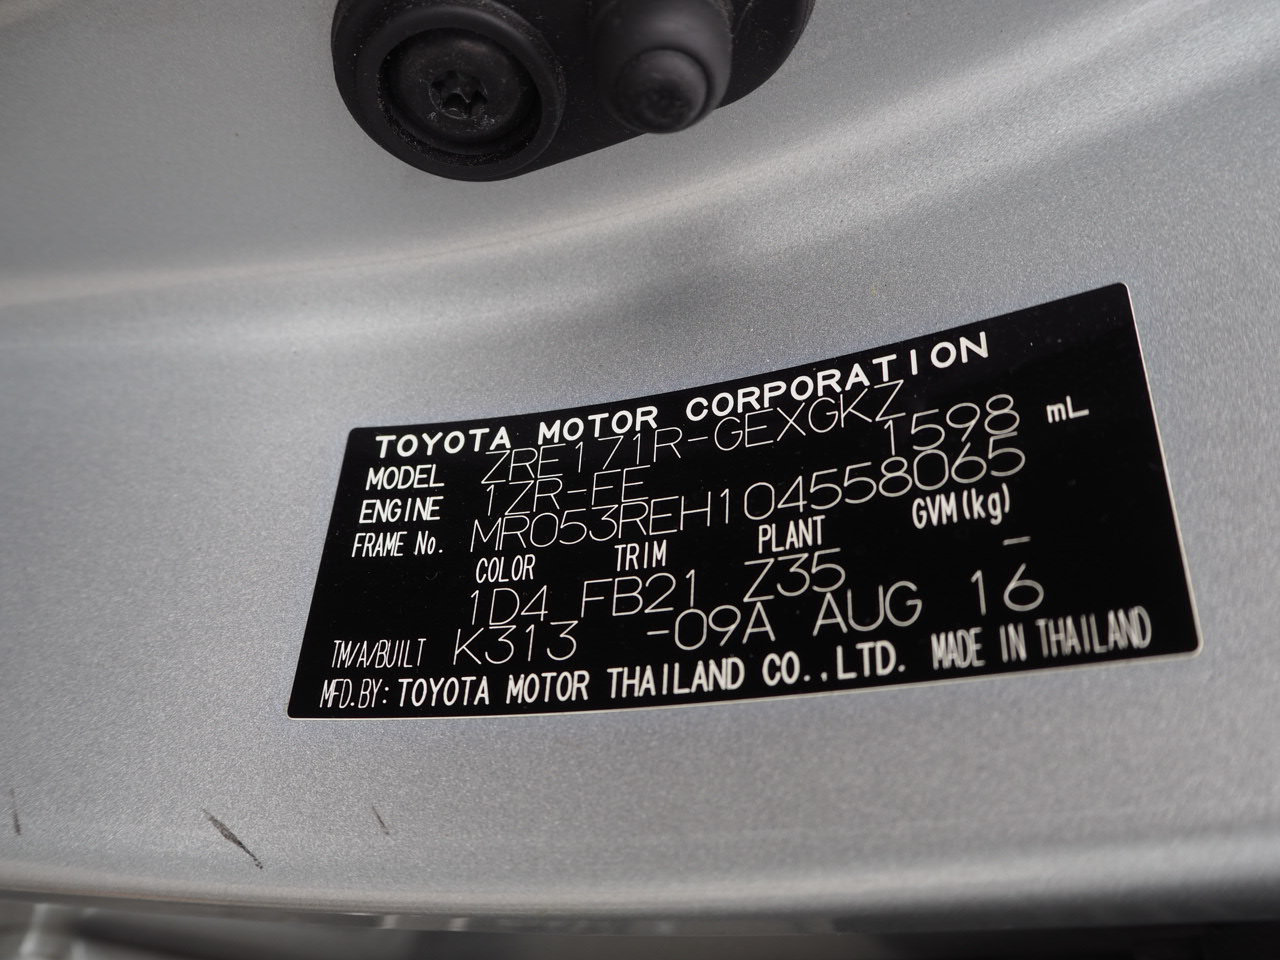 TOYOTA MOTOR CORPORATION
MODEL ZRE171R-GEXGKZ
ENGINE 1ZR-FE 1598 mL
FRAME No. MR053REH104558065
COLOR TRIM PLANT GVM(kg)
1D4 FB21 Z35 -
TM/A/BUILT K313 -09A AUG 16
MFD.BY: TOYOTA MOTOR THAILAND CO.,LTD. MADE IN THAILAND